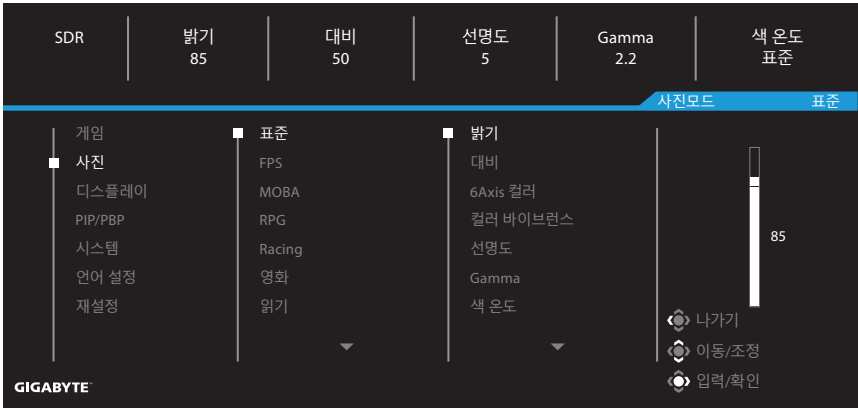 SDR
밝기
85
대비
50
선명도
5
Gamma
2.2
색 온도
표준
사진모드 표준
게임
사진
디스플레이
PIP/PBP
시스템
언어 설정
재설정
표준
FPS
MOBA
RPG
Racing
영화
읽기
밝기
대비
6Axis 컬러
컬러 바이브런스
선명도
Gamma
색 온도
85
나가기
이동/조정
입력/확인
GIGABYTE™